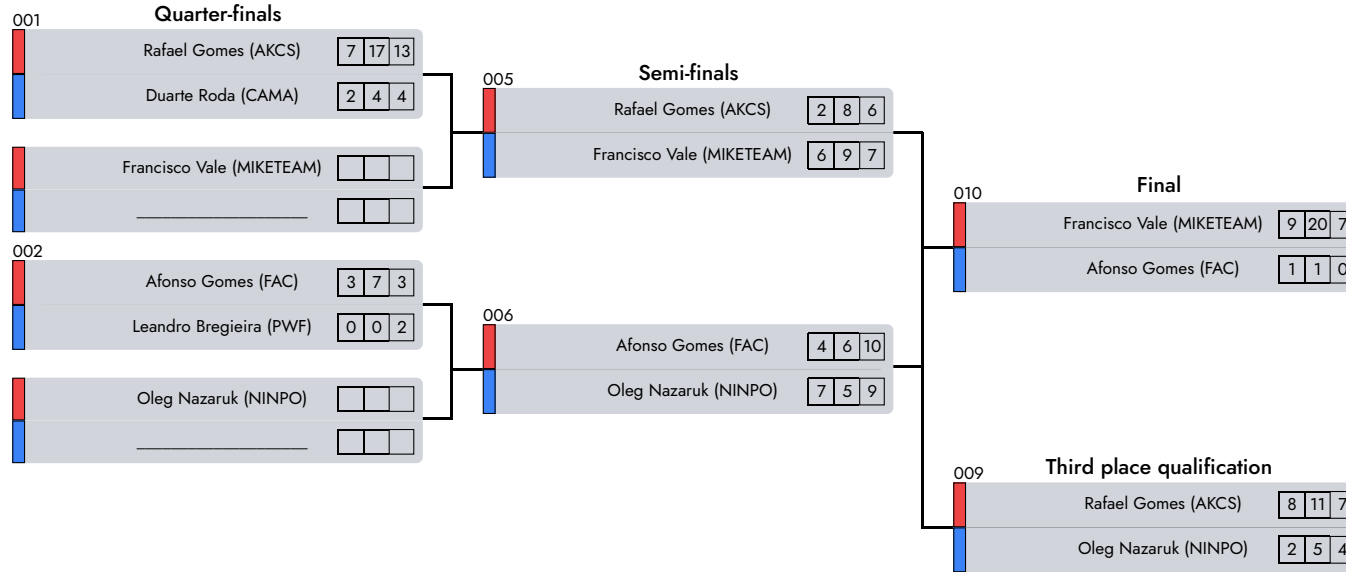 Quarter-finals
001
Rafael Gomes (AKCS) 7 17 13
Duarte Roda (CAMA) 2 4 4
Francisco Vale (MIKETEAM)
____________________
002
Afonso Gomes (FAC) 3 7 3
Leandro Bregieira (PWF) 0 0 2
Oleg Nazaruk (NINPO)
____________________
Semi-finals
005
Rafael Gomes (AKCS) 2 8 6
Francisco Vale (MIKETEAM) 6 9 7
006
Afonso Gomes (FAC) 4 6 10
Oleg Nazaruk (NINPO) 7 5 9
Final
010
Francisco Vale (MIKETEAM) 9 20 7
Afonso Gomes (FAC) 1 1 0
Third place qualification
009
Rafael Gomes (AKCS) 8 11 7
Oleg Nazaruk (NINPO) 2 5 4